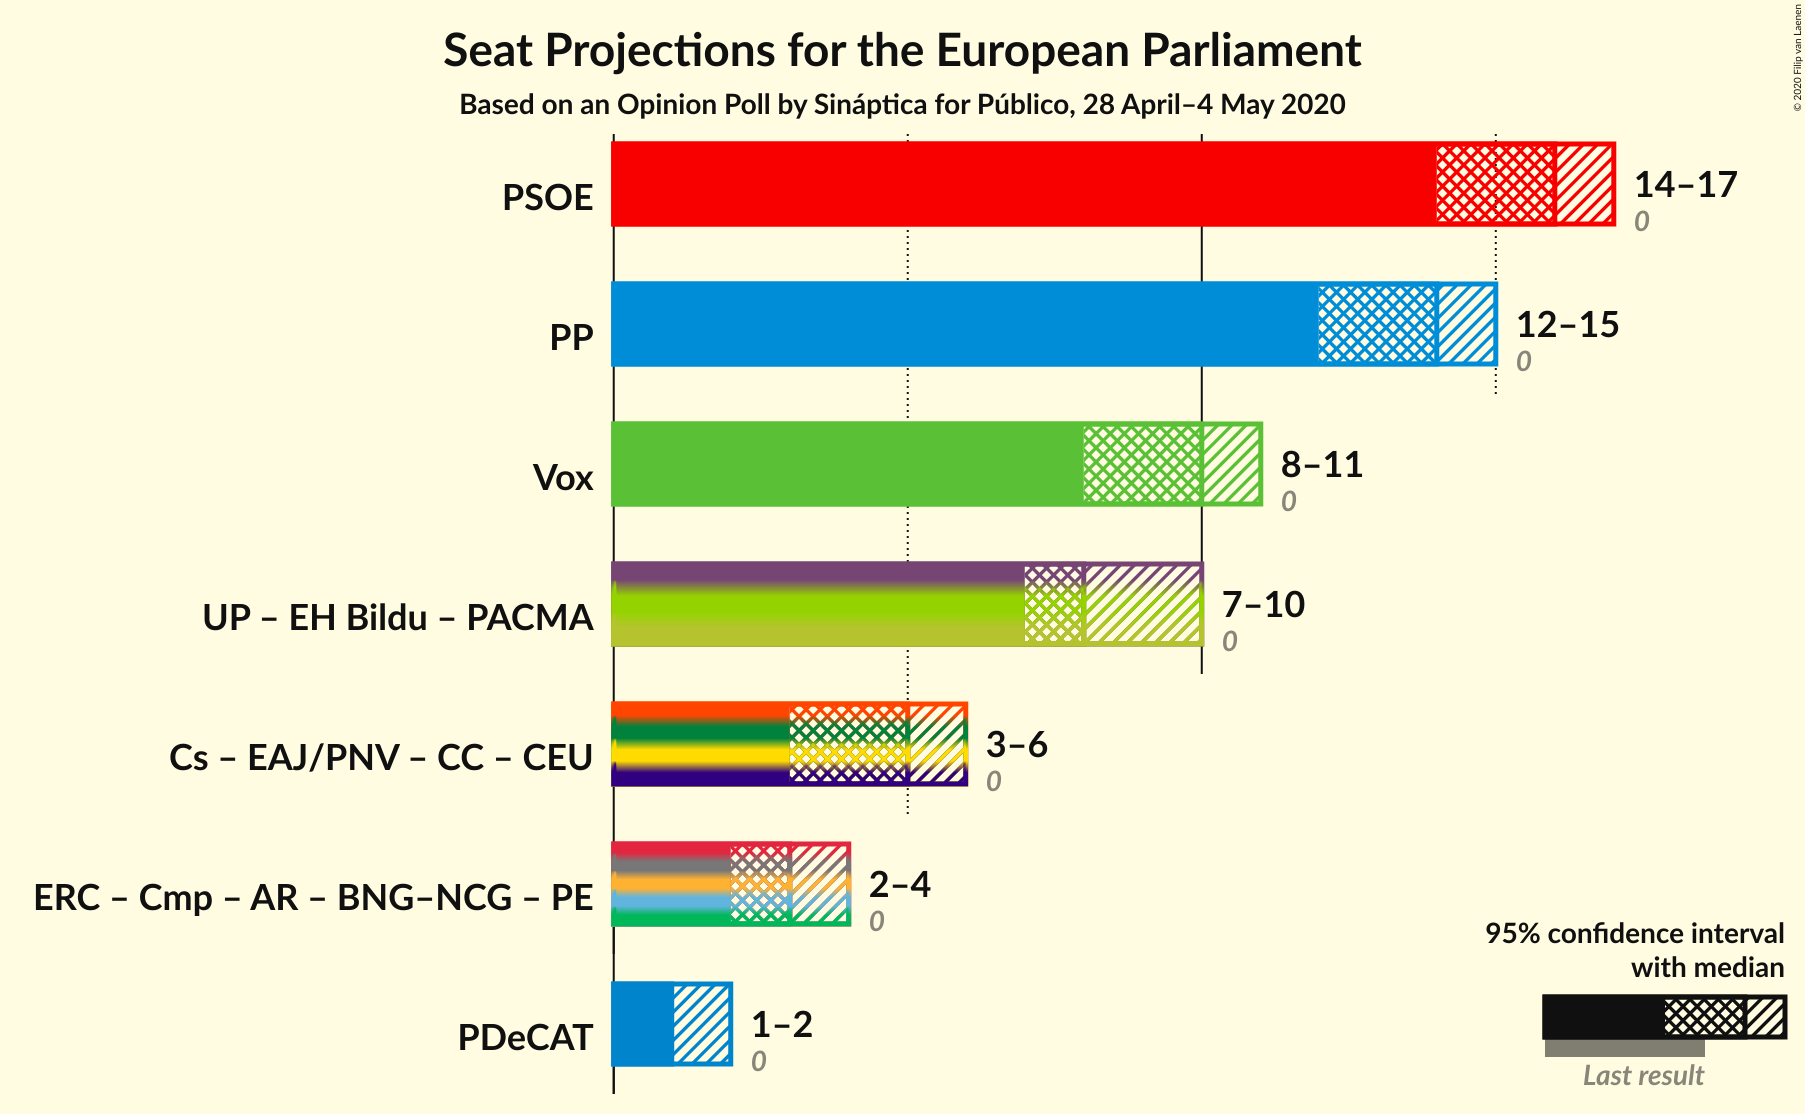 Seat Projections for the European Parliament
Based on an Opinion Poll by Sináptica for Público, 28 April–4 May 2020
© 2020 Filip van Laenen
PSOE
14–17
0
PP
12–15
0
Vox
8–11
0
UP – EH Bildu – PACMA
7–10
0
Cs – EAJ/PNV – CC – CEU
3–6
0
ERC – Cmp – AR – BNG–NCG – PE
2–4
0
PDeCAT
1–2
0
95% confidence interval
with median
Last result